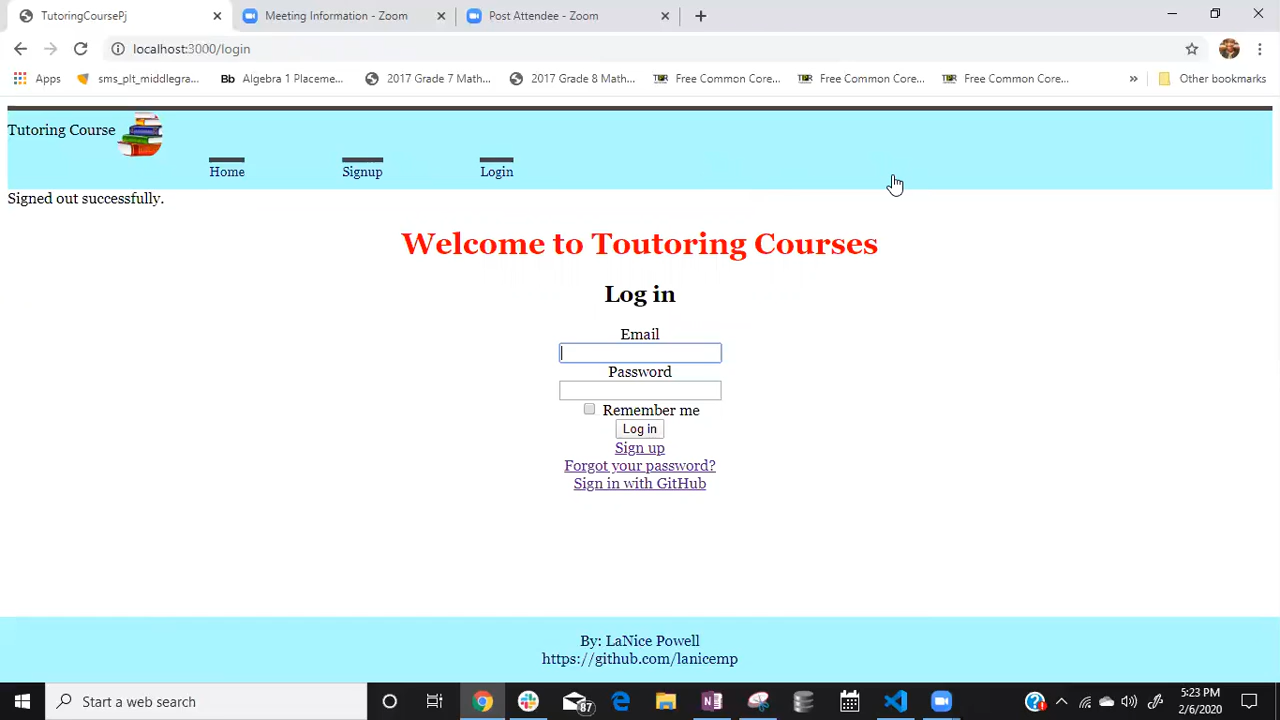 TutoringCoursePj
Meeting Information - Zoom
Post Attendee - Zoom
localhost:3000/login
Apps
sms_plt_middlegra...
Bb Algebra 1 Placeme...
2017 Grade 7 Math...
2017 Grade 8 Math...
Free Common Core...
Free Common Core...
Free Common Core...
»
Other bookmarks
Tutoring Course
Home
Signup
Login
Signed out successfully.
Welcome to Toutoring Courses
Log in
Email
Password
Remember me
Log in
Sign up
Forgot your password?
Sign in with GitHub
By: LaNice Powell
https://github.com/lanicemp
Start a web search
87
5:23 PM
2/6/2020